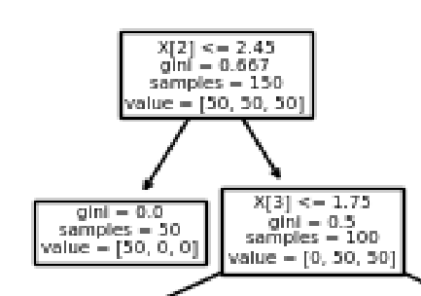 X[2] <= 2.45
gini = 0.667
samples = 150
value = [50, 50, 50]
gini = 0.0
samples = 50
value = [50, 0, 0]
X[3] <= 1.75
gini = 0.5
samples = 100
value = [0, 50, 50]